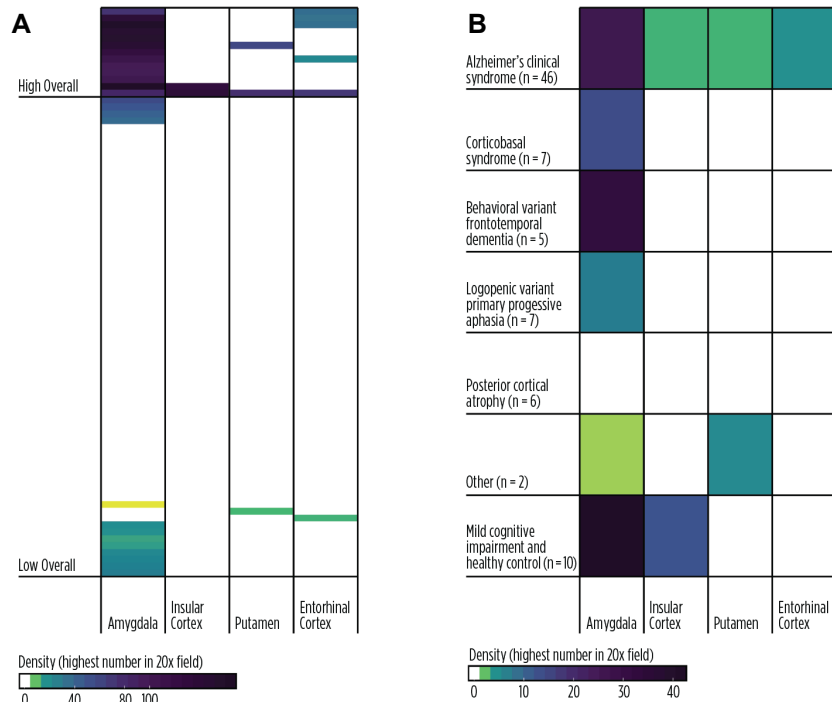 A
High Overall
Low Overall
Amygdala
Insular
Cortex
Putamen
Entorhinal
Cortex
Density (highest number in 20x field)
0 40 100
B
Alzheimer's clinical
syndrome (n = 46)
Corticobasal
syndrome (n = 7)
Behavioral variant
frontotemporal
dementia (n = 5)
Logopenic variant
primary progessive
aphasia (n = 7)
Posterior cortical
atrophy (n = 6)
Other (n = 2)
Mild cognitive
impairment and
healthy control (n =10)
Amygdala
Insular
Cortex
Putamen
Entorhinal
Cortex
Density (highest number in 20x field)
0 10 20 30 40